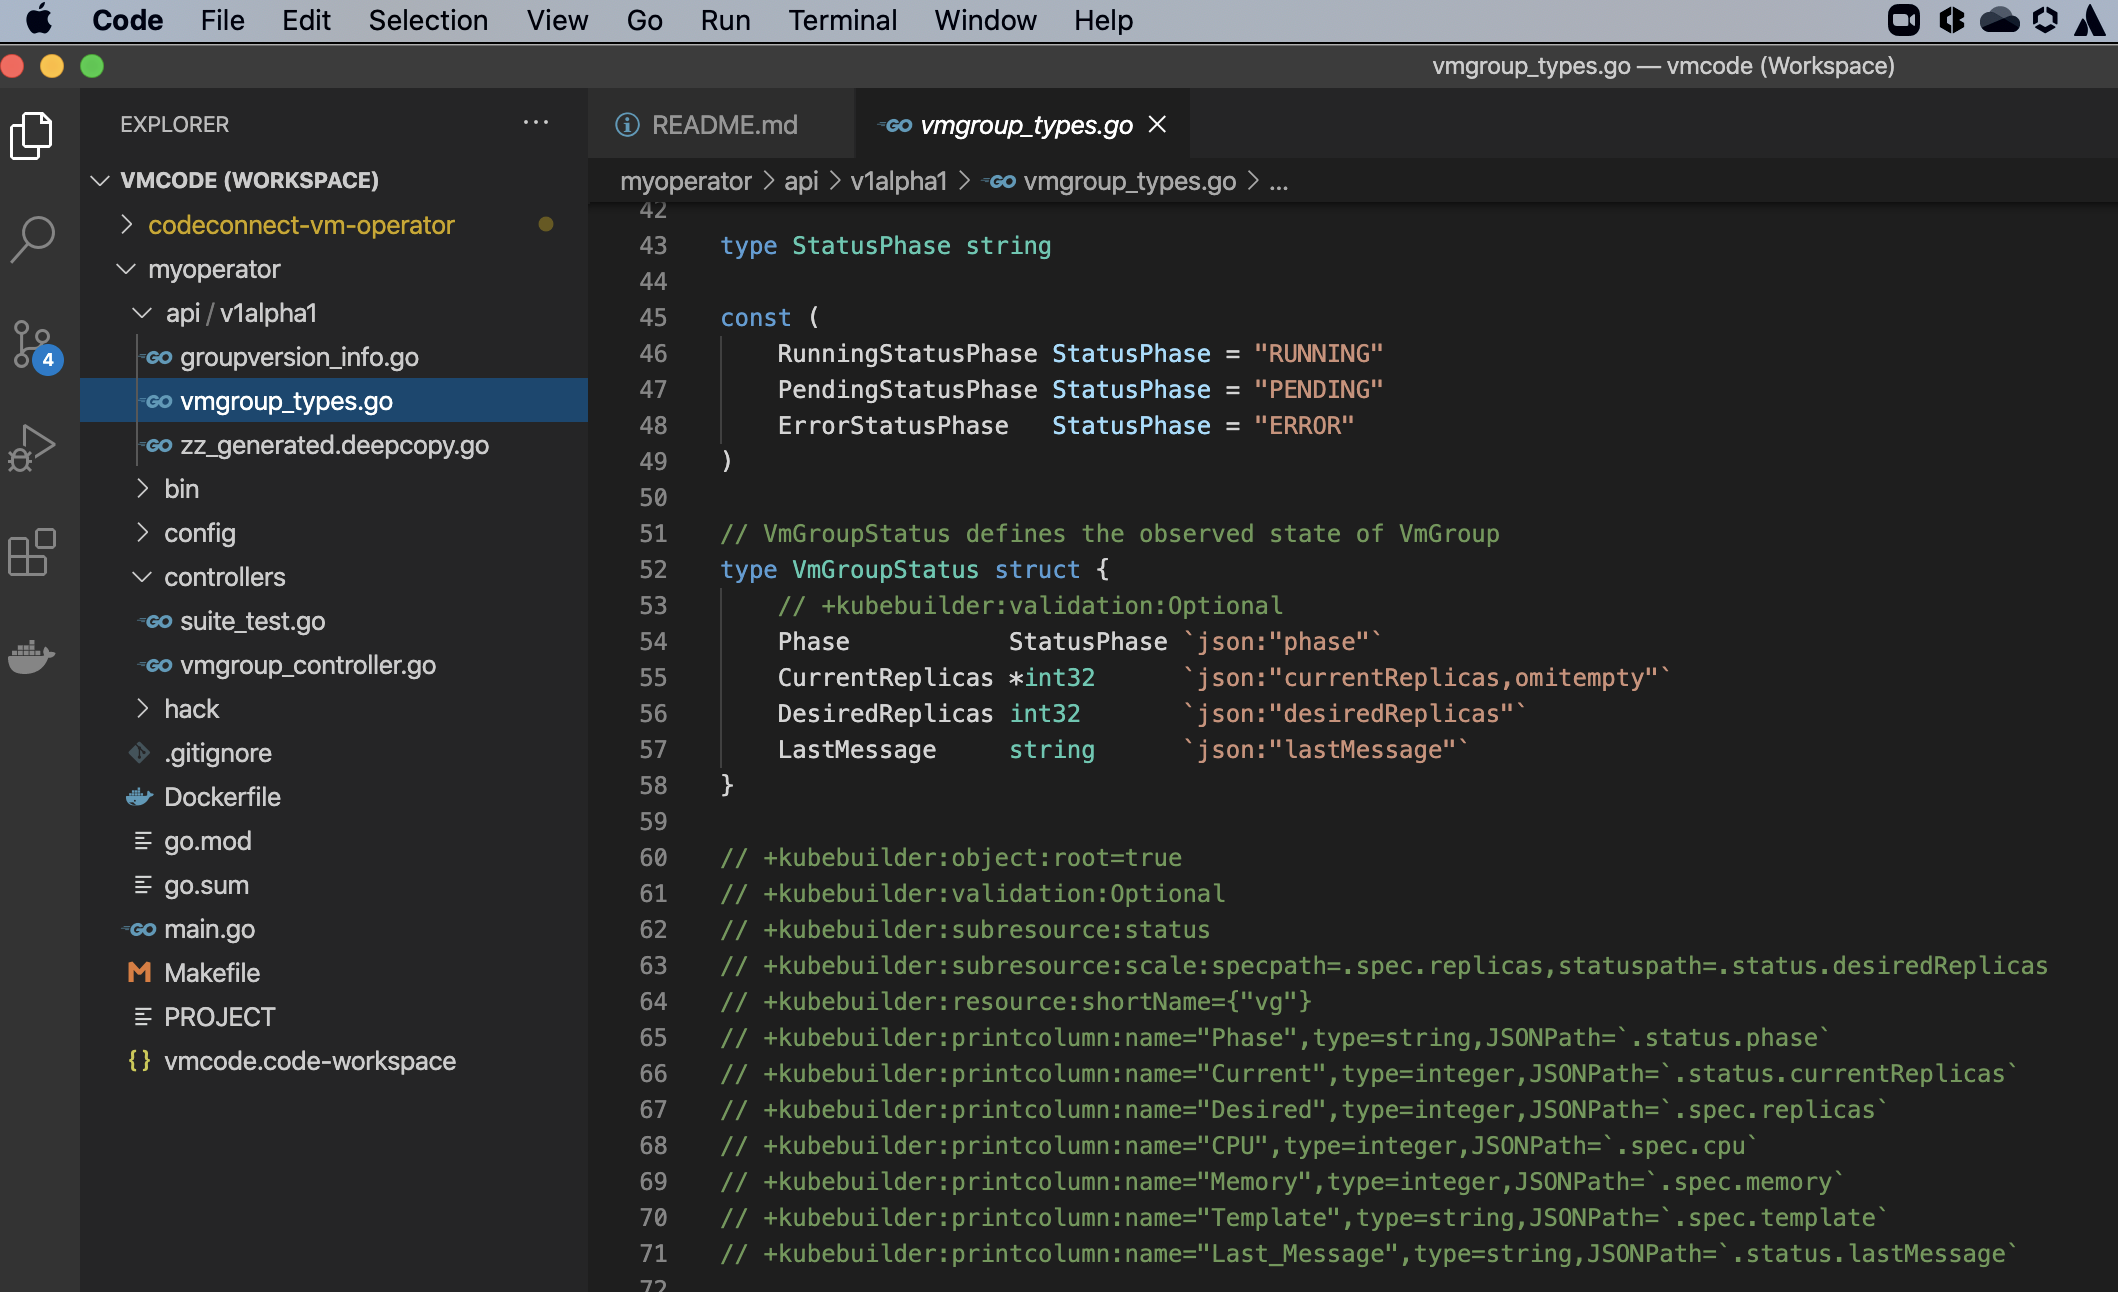 Code File Edit Selection View Go Run Terminal Window Help
vmgroup_types.go — vmcode (Workspace)
EXPLORER
VMCODE (WORKSPACE)
codeconnect-vm-operator
myoperator
api / v1alpha1
groupversion_info.go
vmgroup_types.go
zz_generated.deepcopy.go
bin
config
controllers
suite_test.go
vmgroup_controller.go
hack
.gitignore
Dockerfile
go.mod
go.sum
main.go
Makefile
PROJECT
vmcode.code-workspace
4
README.md
vmgroup_types.go
myoperator > api > v1alpha1 > vmgroup_types.go > ...
42
43 type StatusPhase string
44
45 const (
46 RunningStatusPhase StatusPhase = "RUNNING"
47 PendingStatusPhase StatusPhase = "PENDING"
48 ErrorStatusPhase StatusPhase = "ERROR"
49 )
50
51 // VmGroupStatus defines the observed state of VmGroup
52 type VmGroupStatus struct {
53 // +kubebuilder:validation:Optional
54 Phase StatusPhase `json:"phase"`
55 CurrentReplicas *int32 `json:"currentReplicas,omitempty"`
56 DesiredReplicas int32 `json:"desiredReplicas"`
57 LastMessage string `json:"lastMessage"`
58 }
59
60 // +kubebuilder:object:root=true
61 // +kubebuilder:validation:Optional
62 // +kubebuilder:subresource:status
63 // +kubebuilder:subresource:scale:specpath=.spec.replicas,statuspath=.status.desiredReplicas
64 // +kubebuilder:resource:shortName={"vg"}
65 // +kubebuilder:printcolumn:name="Phase",type=string,JSONPath=`.status.phase`
66 // +kubebuilder:printcolumn:name="Current",type=integer,JSONPath=`.status.currentReplicas`
67 // +kubebuilder:printcolumn:name="Desired",type=integer,JSONPath=`.spec.replicas`
68 // +kubebuilder:printcolumn:name="CPU",type=integer,JSONPath=`.spec.cpu`
69 // +kubebuilder:printcolumn:name="Memory",type=integer,JSONPath=`.spec.memory`
70 // +kubebuilder:printcolumn:name="Template",type=string,JSONPath=`.spec.template`
71 // +kubebuilder:printcolumn:name="Last_Message",type=string,JSONPath=`.status.lastMessage`
72